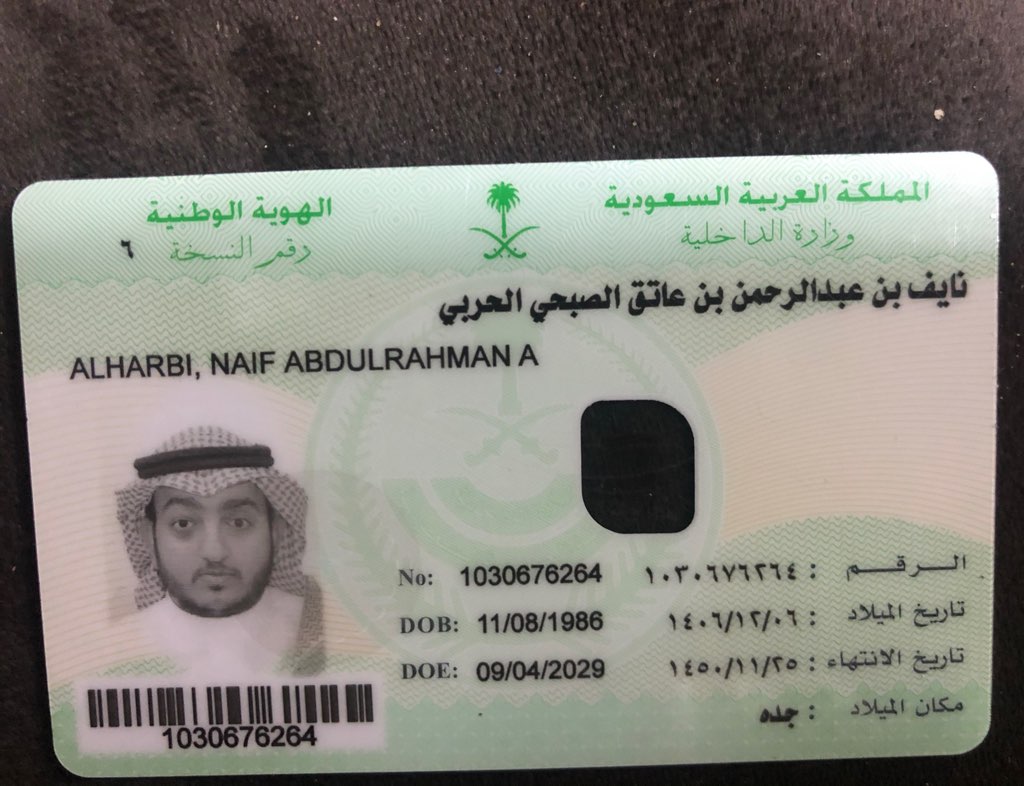 المملكة العربية السعودية
وزارة الداخلية
الهوية الوطنية
رقم النسخة ٦
نايف بن عبدالرحمن بن عاتق الصبحي الحربي
ALHARBI, NAIF ABDULRAHMAN A
الرقم : ١٠٣٠٦٧٦٢٦٤ No: 1030676264
تاريخ الميلاد : ١٤٠٦/١٢/٠٦ DOB: 11/08/1986
تاريخ الانتهاء : ١٤٥٠/١١/٢٥ DOE: 09/04/2029
مكان الميلاد : جده
1030676264